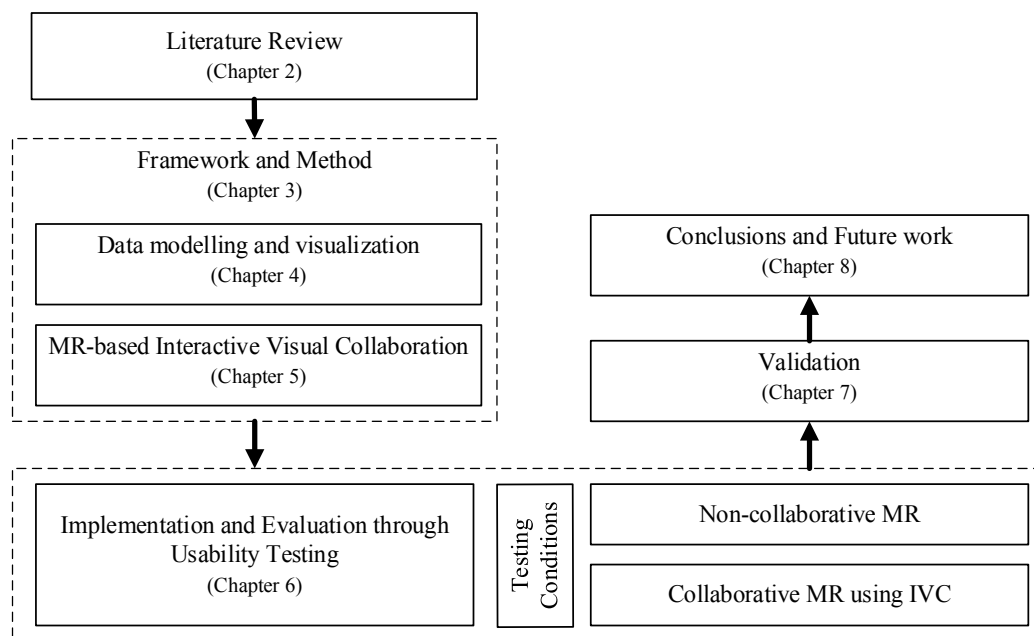 Literature Review
(Chapter 2)
Framework and Method
(Chapter 3)
Data modelling and visualization
(Chapter 4)
MR-based Interactive Visual Collaboration
(Chapter 5)
Implementation and Evaluation through
Usability Testing
(Chapter 6)
Testing
Conditions
Non-collaborative MR
Collaborative MR using IVC
Validation
(Chapter 7)
Conclusions and Future work
(Chapter 8)